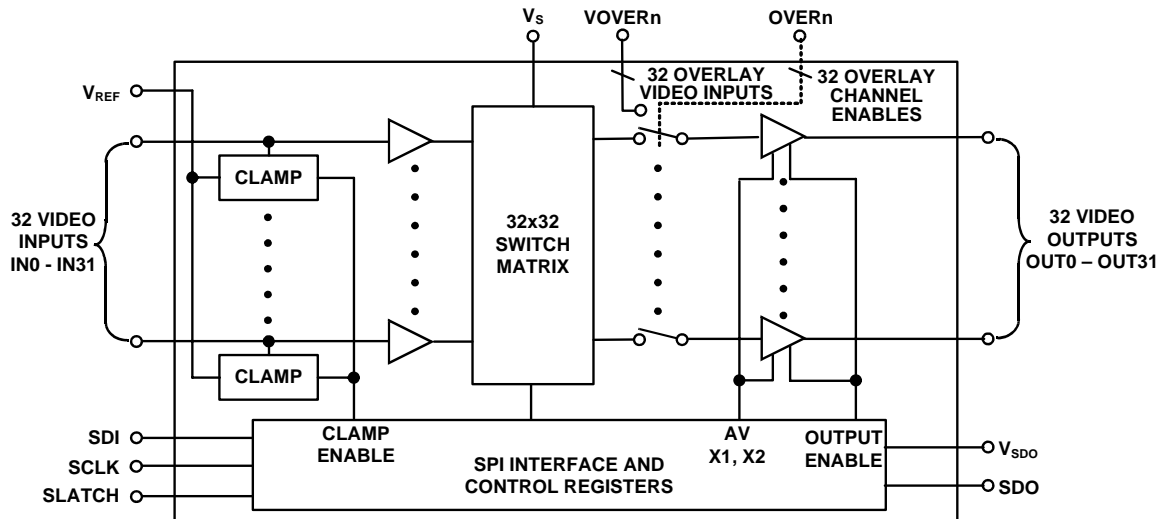 VS
VOVERn
OVERn
32 OVERLAY
VIDEO INPUTS
32 OVERLAY
CHANNEL
ENABLES
VREF
CLAMP
32 VIDEO
INPUTS
IN0 - IN31
32x32
SWITCH
MATRIX
32 VIDEO
OUTPUTS
OUT0 – OUT31
CLAMP
SDI
SCLK
SLATCH
CLAMP
ENABLE
SPI INTERFACE AND
CONTROL REGISTERS
AV
X1, X2
OUTPUT
ENABLE
VSDO
SDO